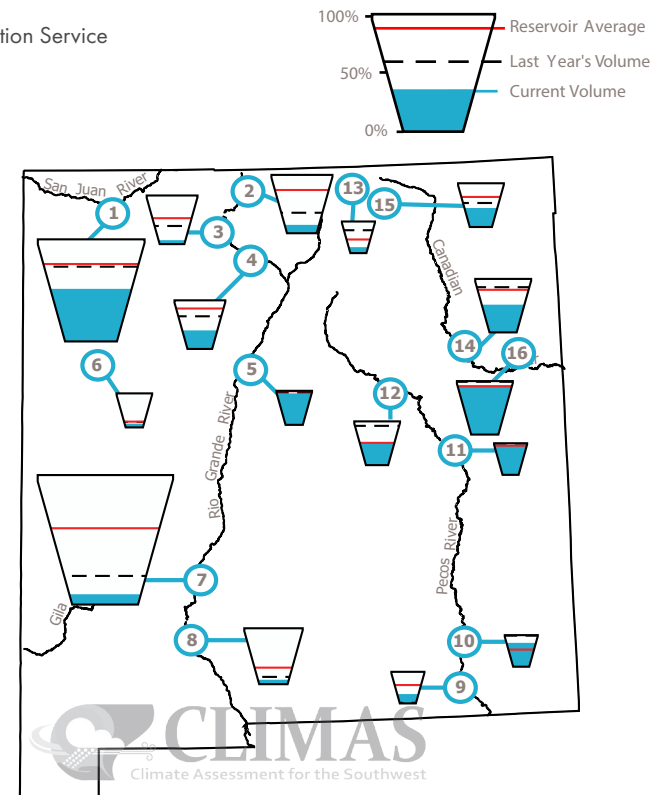 100%
Reservoir Average
tion Service
Last Year's Volume
50%
Current Volume
0%
San Juan River
1
2
13
15
3
4
Canadian
14
16
6
5
12
11
Rio Grande River
Pecos River
7
Gila
8
10
9
CLIMAS
Climate Assessment for the Southwest